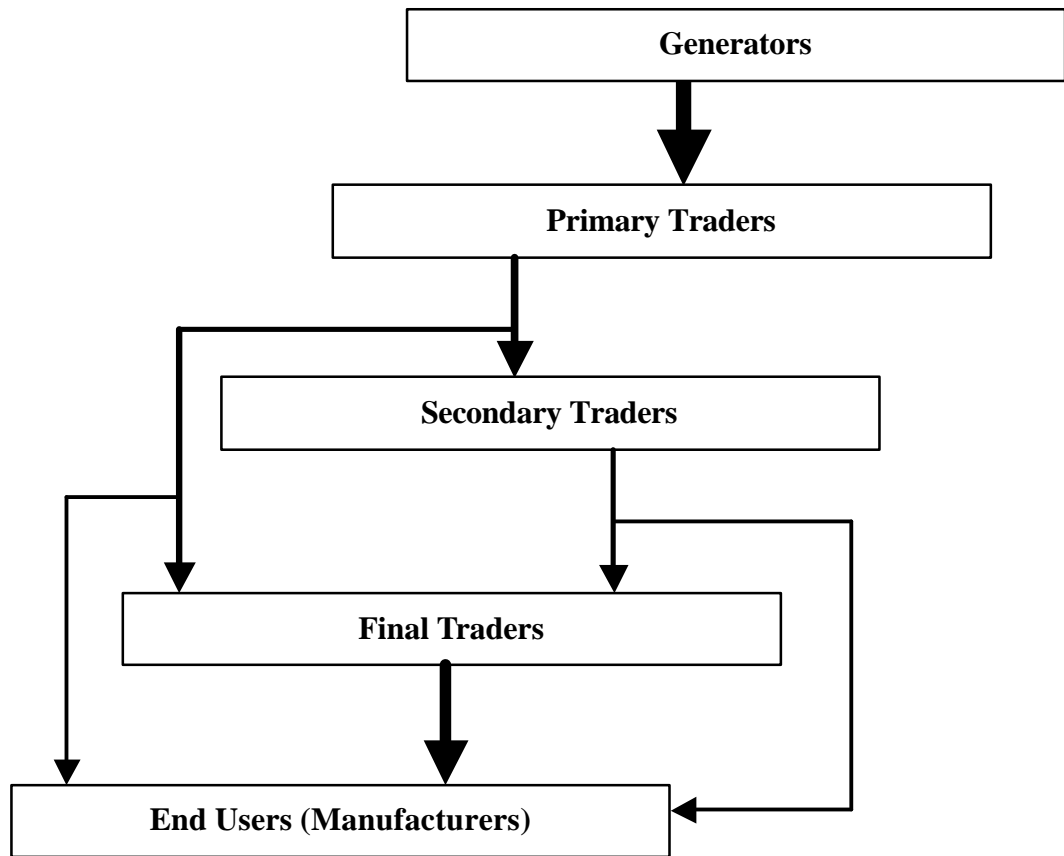 Generators
Primary Traders
Secondary Traders
Final Traders
End Users (Manufacturers)